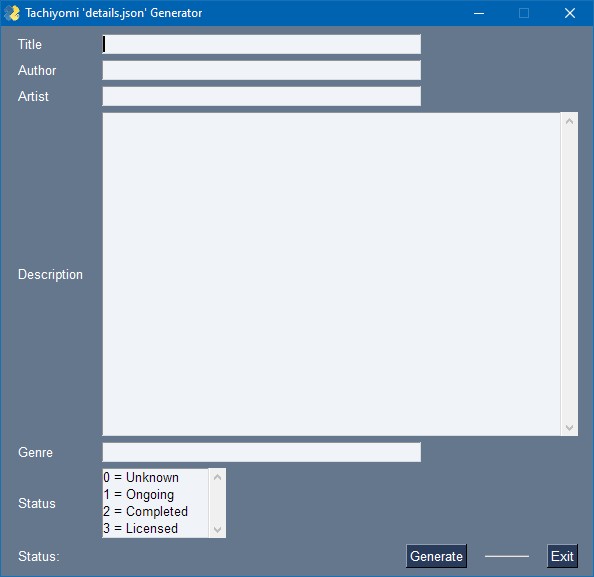 Tachiyomi 'details.json' Generator
Title
Author
Artist
Description
Genre
Status
0 = Unknown
1 = Ongoing
2 = Completed
3 = Licensed
Status:
Generate
Exit